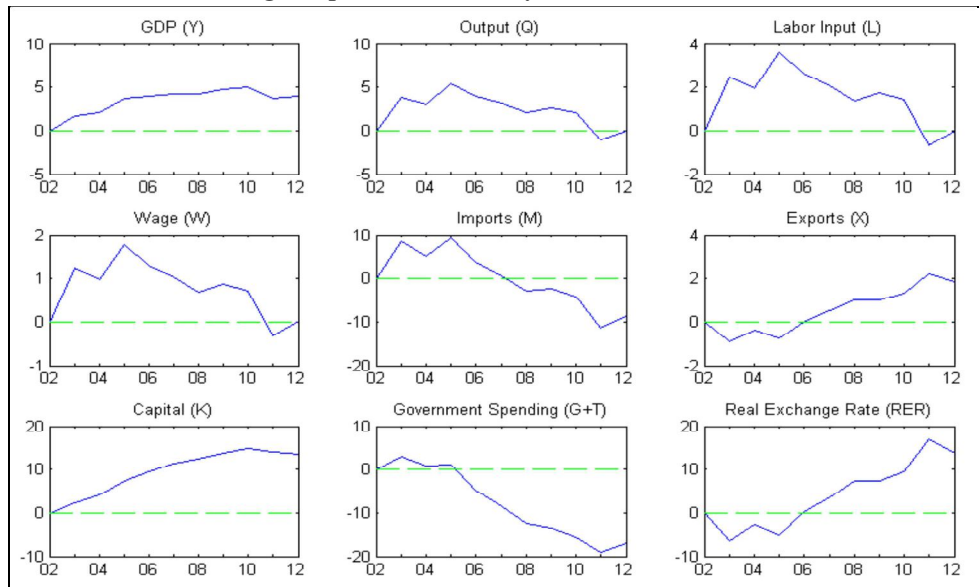 GDP (Y)
10
5
0
-5
02 04 06 08 10 12
Output (Q)
10
5
0
-5
02 04 06 08 10 12
Labor Input (L)
4
2
0
-2
02 04 06 08 10 12
Wage (W)
2
1
0
-1
02 04 06 08 10 12
Imports (M)
10
0
-10
-20
02 04 06 08 10 12
Exports (X)
4
2
0
-2
02 04 06 08 10 12
Capital (K)
20
10
0
-10
02 04 06 08 10 12
Government Spending (G+T)
10
0
-10
-20
02 04 06 08 10 12
Real Exchange Rate (RER)
20
10
0
-10
02 04 06 08 10 12